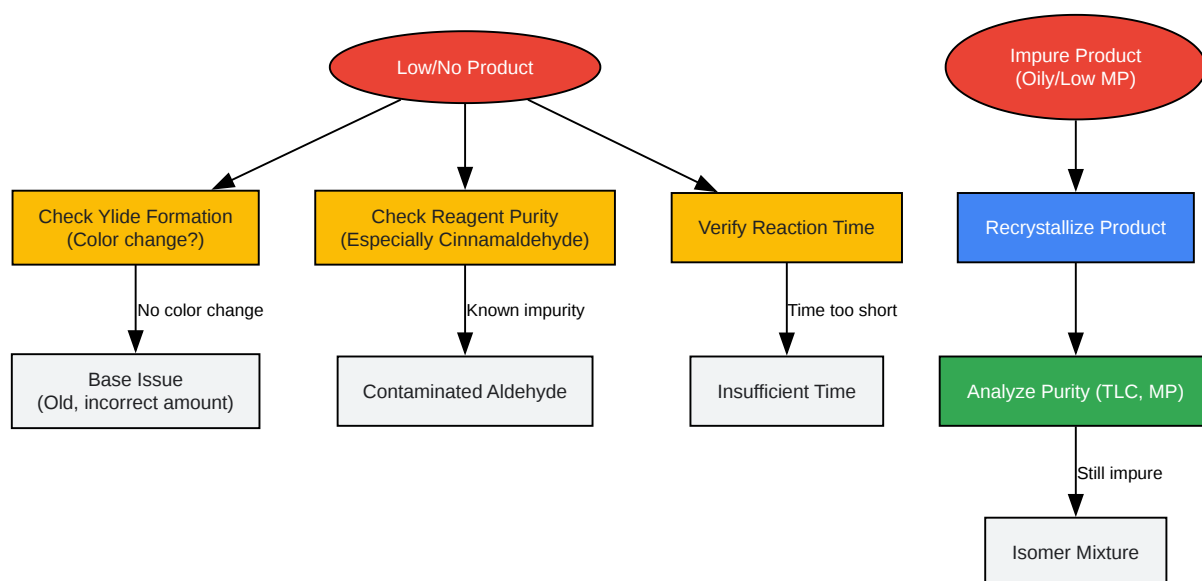 Low/No Product
Impure Product
(Oily/Low MP)
Check Ylide Formation
(Color change?)
Check Reagent Purity
(Especially Cinnamaldehyde)
Verify Reaction Time
Recrystallize Product
No color change
Known impurity
Time too short
Base Issue
(Old, incorrect amount)
Contaminated Aldehyde
Insufficient Time
Analyze Purity (TLC, MP)
Still impure
Isomer Mixture